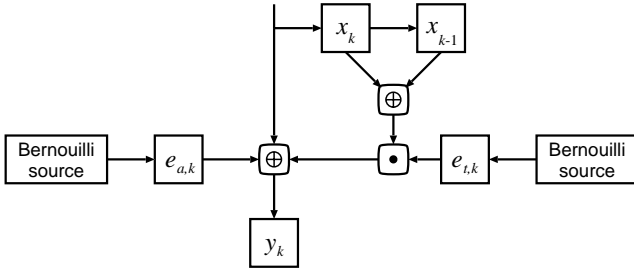 x_k
x_{k-1}
⊕
Bernouilli
source
e_{a,k}
⊕
•
e_{t,k}
Bernouilli
source
y_k